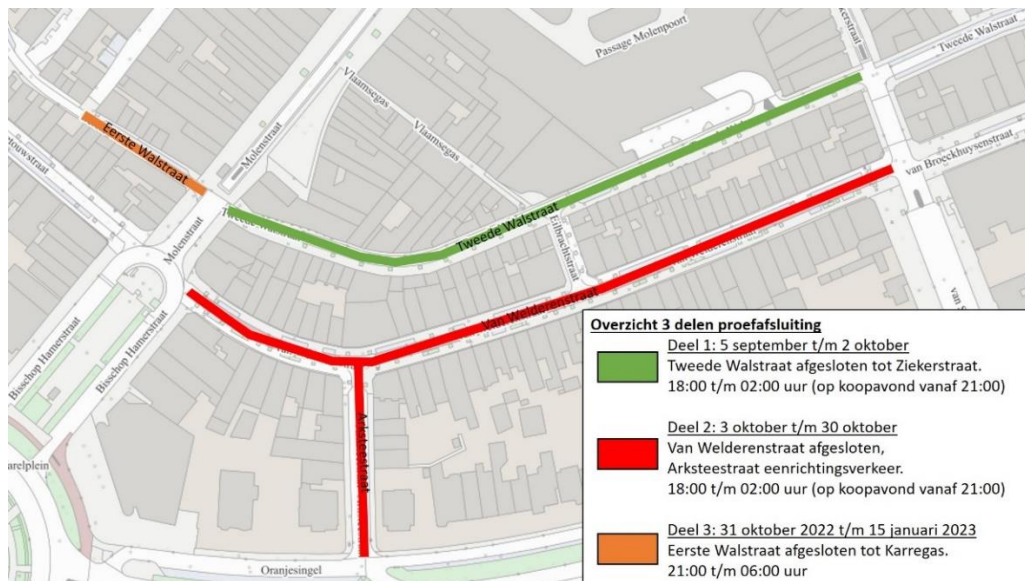 Passage Molenpoort
Tweede Walstraat
Vlaamsegas
Vlaamsegas
Molenstraat
Eerste Walstraat
van Broeckhuysenstraat
Tweede Walstraat
Eilbrachtstraat
Molenstraat
Van Welderenstraat
Bisschop Hamerstraat
Bisschop Hamerstraat
Arksteestraat
Oranjesingel
Overzicht 3 delen proefafsluiting
Deel 1: 5 september t/m 2 oktober
Tweede Walstraat afgesloten tot Ziekerstraat.
18:00 t/m 02:00 uur (op koopavond vanaf 21:00)
Deel 2: 3 oktober t/m 30 oktober
Van Welderenstraat afgesloten,
Arksteestraat eenrichtingsverkeer.
18:00 t/m 02:00 uur (op koopavond vanaf 21:00)
Deel 3: 31 oktober 2022 t/m 15 januari 2023
Eerste Walstraat afgesloten tot Karregas.
21:00 t/m 06:00 uur